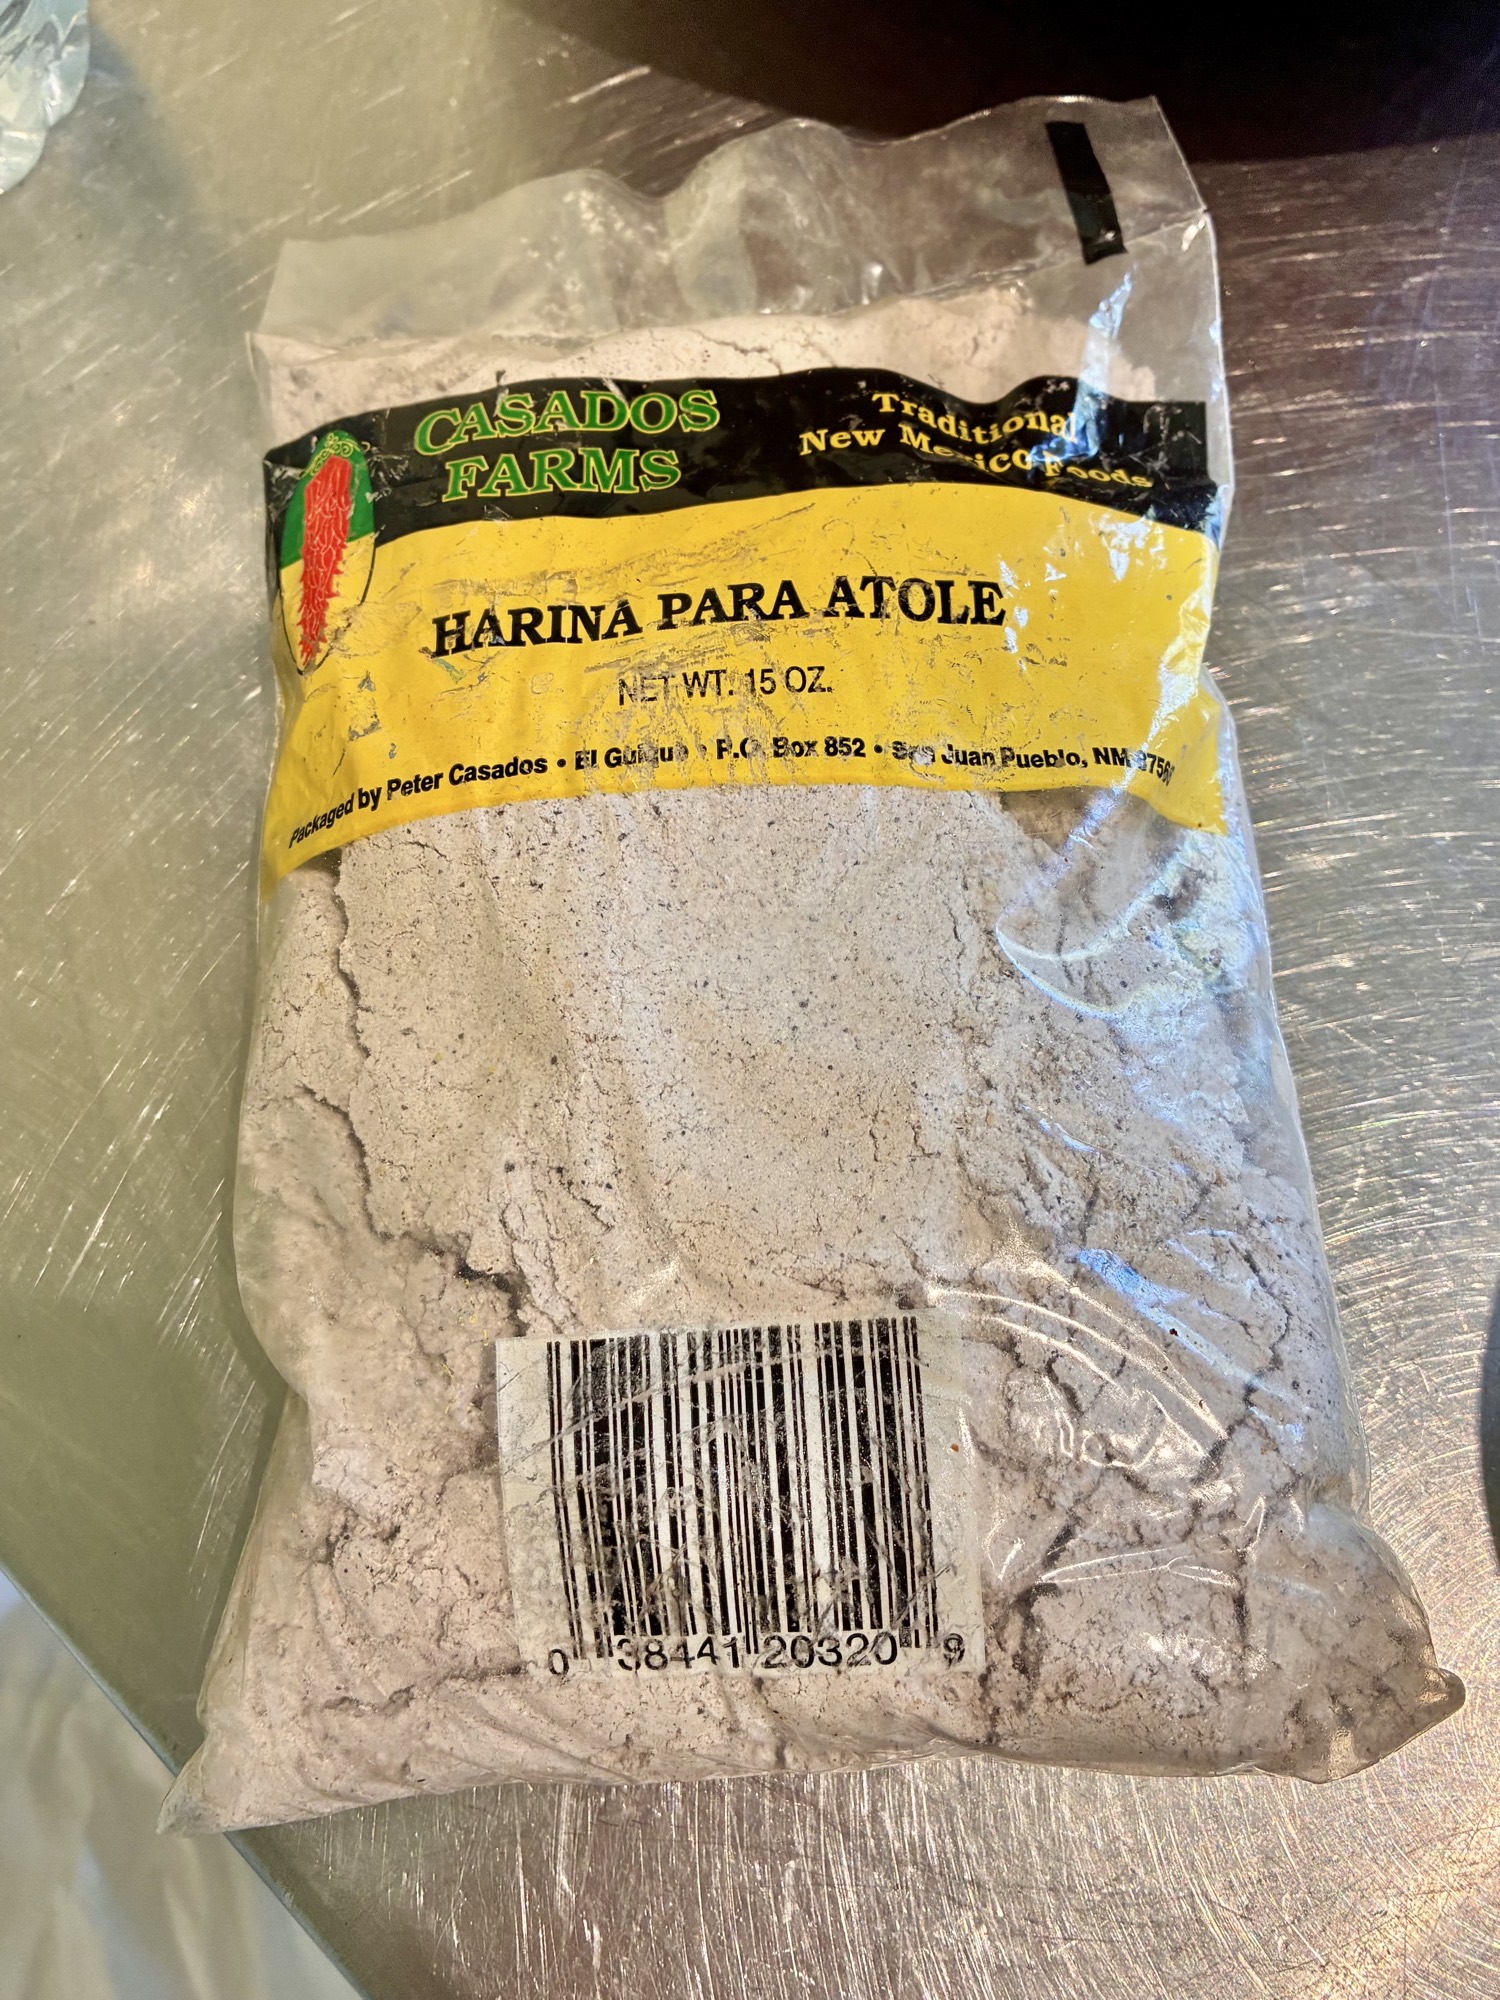 CASADOS
FARMS
Traditional
New Mexico Foods
HARINA PARA ATOLE
NET WT. 15 OZ.
Packaged by Peter Casados • El Guique • P.O. Box 852 • San Juan Pueblo, NM 87566
0 38441 20320 9